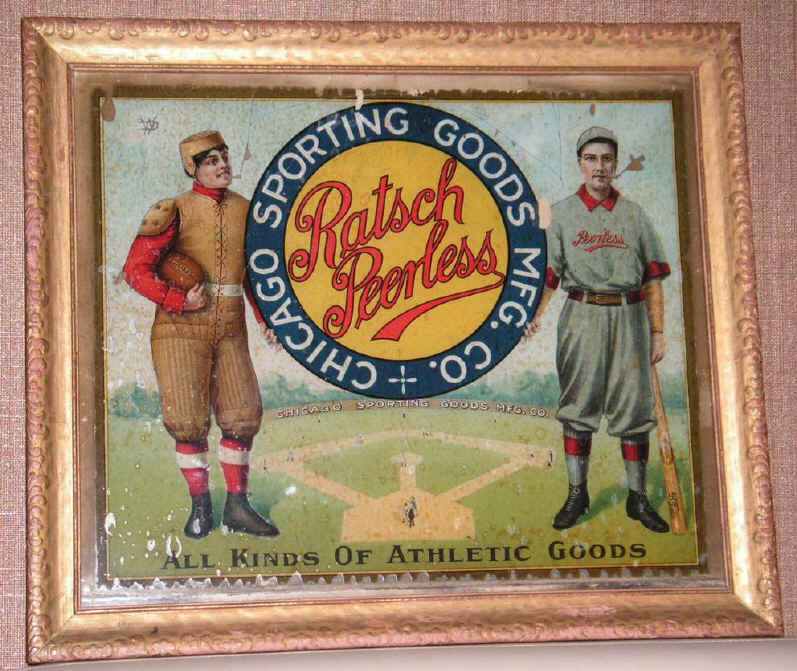 CHICAGO SPORTING GOODS MFG. CO.
Ratsch
Peerless
Peerless
CHICAGO SPORTING GOODS MFG. CO.
ALL KINDS OF ATHLETIC GOODS